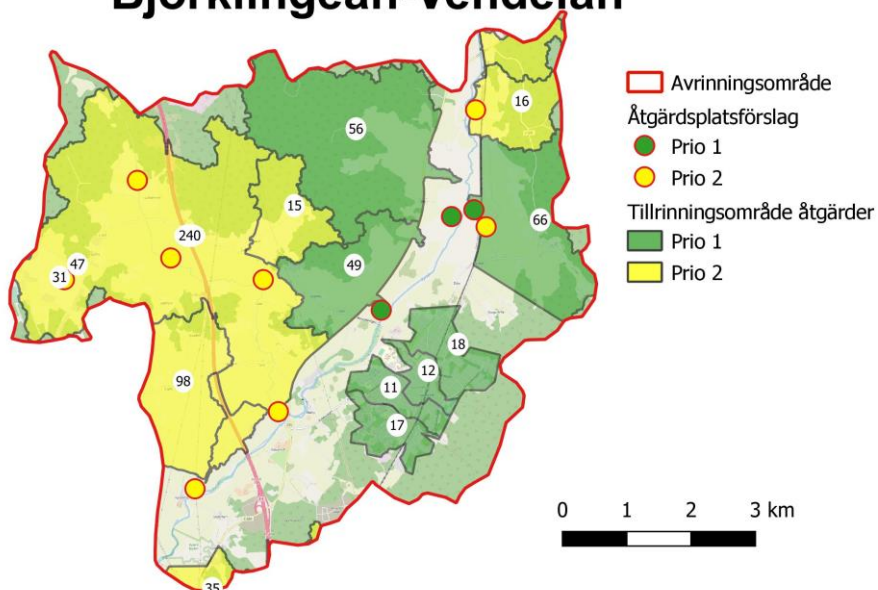 Björklingeån-Vendelån
Avrinningsområde
Åtgärdsplatsförslag
Prio 1
Prio 2
Tillrinningsområde åtgärder
Prio 1
Prio 2
16
56
15
66
240
47
31
49
18
12
11
98
17
35
0 1 2 3 km